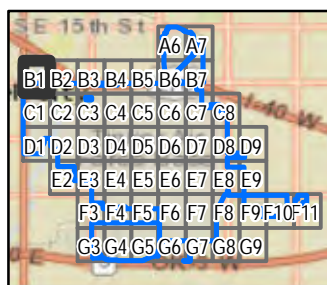 SE 15th St
A6 A7
B1 B2 B3 B4 B5 B6 B7
C1 C2 C3 C4 C5 C6 C7 C8
I-40 W
D1 D2 D3 D4 D5 D6 D7 D8 D9
E2 E3 E4 E5 E6 E7 E8 E9
F3 F4 F5 F6 F7 F8 F9 F10 F11
G3 G4 G5 G6 G7 G8 G9